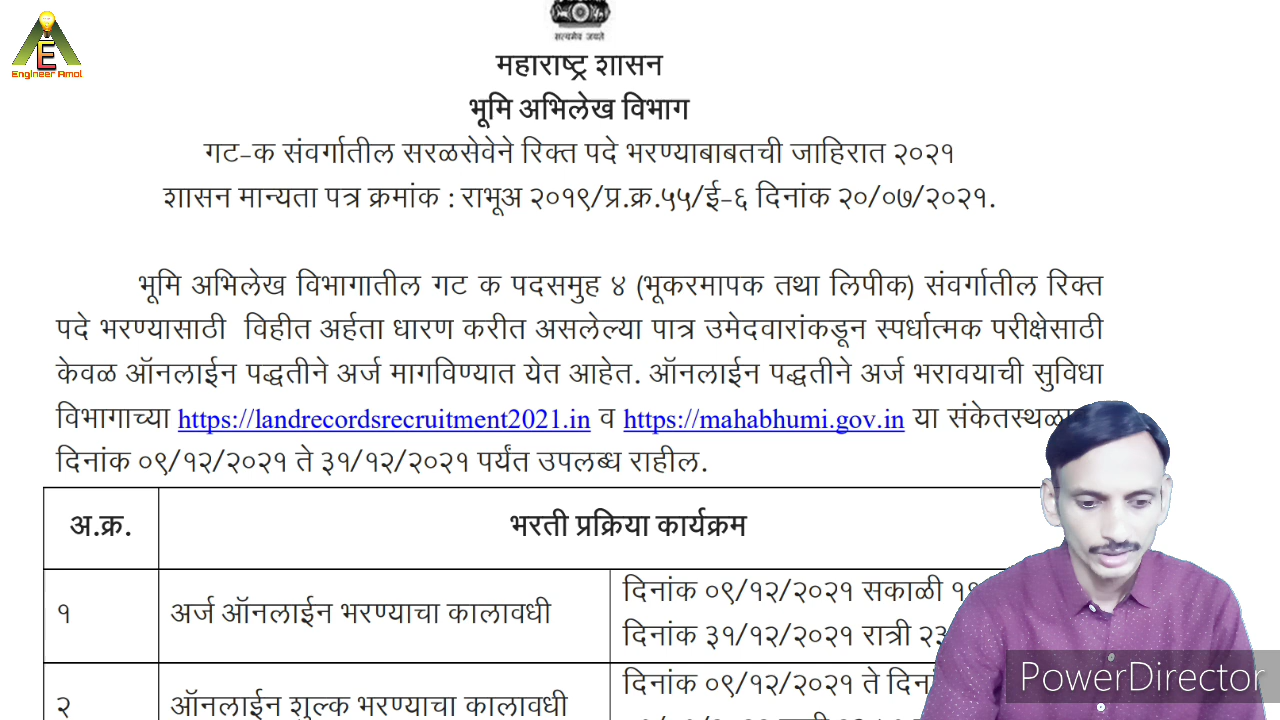 Engineer Amol
सत्यमेव जयते
महाराष्ट्र शासन
भूमि अभिलेख विभाग
गट-क संवर्गातील सरळसेवेने रिक्त पदे भरण्याबाबतची जाहिरात २०२१
शासन मान्यता पत्र क्रमांक : राभूअ २०१९/प्र.क्र.५५/ई-६ दिनांक २०/०७/२०२१.
भूमि अभिलेख विभागातील गट क पदसमुह ४ (भूकरमापक तथा लिपीक) संवर्गातील रिक्त
पदे भरण्यासाठी विहीत अर्हता धारण करीत असलेल्या पात्र उमेदवारांकडून स्पर्धात्मक परीक्षेसाठी
केवळ ऑनलाईन पद्धतीने अर्ज मागविण्यात येत आहेत. ऑनलाईन पद्धतीने अर्ज भरावयाची सुविधा
विभागाच्या https://landrecordsrecruitment2021.in व https://mahabhumi.gov.in या
दिनांक ०९/१२/२०२१ ते ३१/१२/२०२१ पर्यंत उपलब्ध राहील.
अ.क्र. भरती प्रक्रिया कार्यक्रम
१ अर्ज ऑनलाईन भरण्याचा कालावधी दिनांक ०९/१२/२०२१ सकाळी
दिनांक ३१/१२/२०२१ रात्री
२ ऑनलाईन शुल्क भरण्याचा कालावधी दिनांक ०९/१२/२०२१ ते
PowerDirector